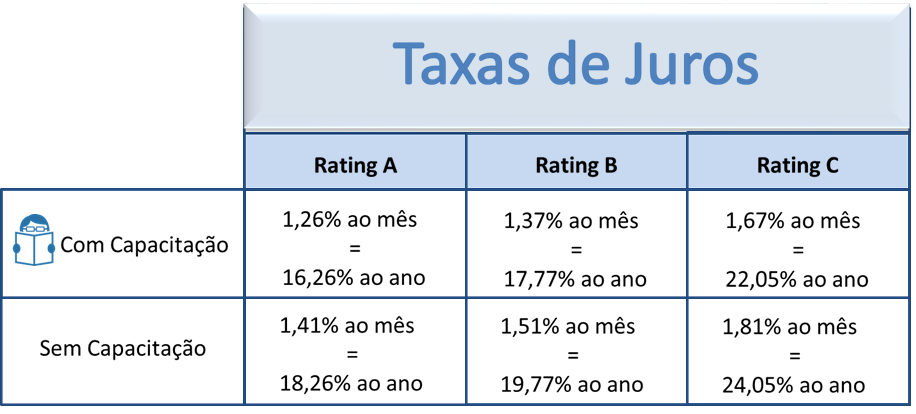 Taxas de Juros
Rating A Rating B Rating C
Com Capacitação
1,26% ao mês
=
16,26% ao ano
1,37% ao mês
=
17,77% ao ano
1,67% ao mês
=
22,05% ao ano
Sem Capacitação
1,41% ao mês
=
18,26% ao ano
1,51% ao mês
=
19,77% ao ano
1,81% ao mês
=
24,05% ao ano